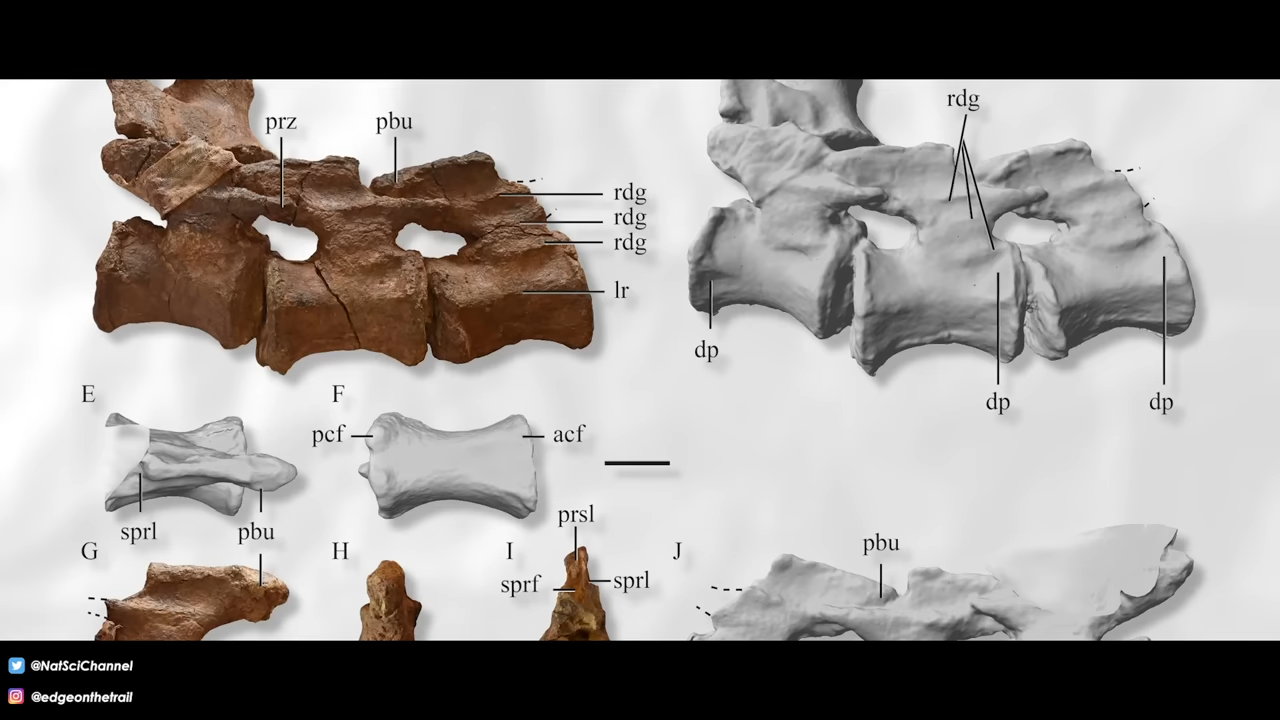 rdg
prz pbu
rdg
rdg
rdg
lr
dp
dp dp
E F
pcf acf
sprl pbu
prsl
G H I J
pbu
sprf sprl
@NatSciChannel
@edgeonthetrail